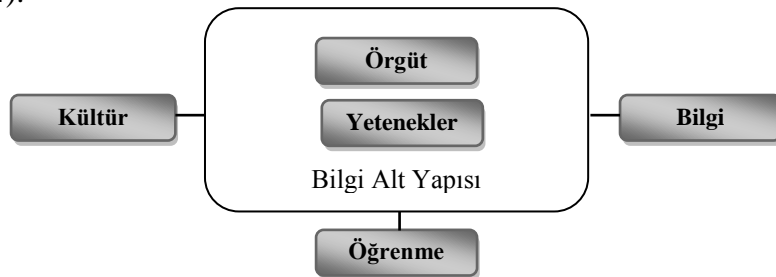 Örgüt
Kültür
Yetenekler
Bilgi
Bilgi Alt Yapısı
Öğrenme